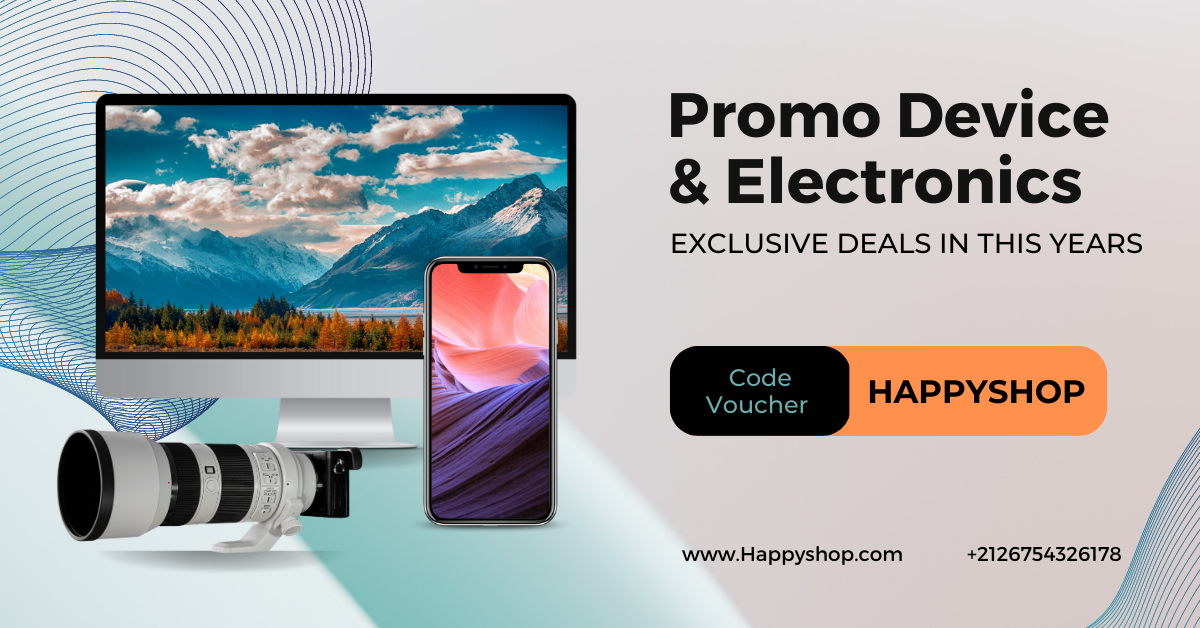 Promo Device
& Electronics
EXCLUSIVE DEALS IN THIS YEARS
Code
Voucher
HAPPYSHOP
www.Happyshop.com
+2126754326178